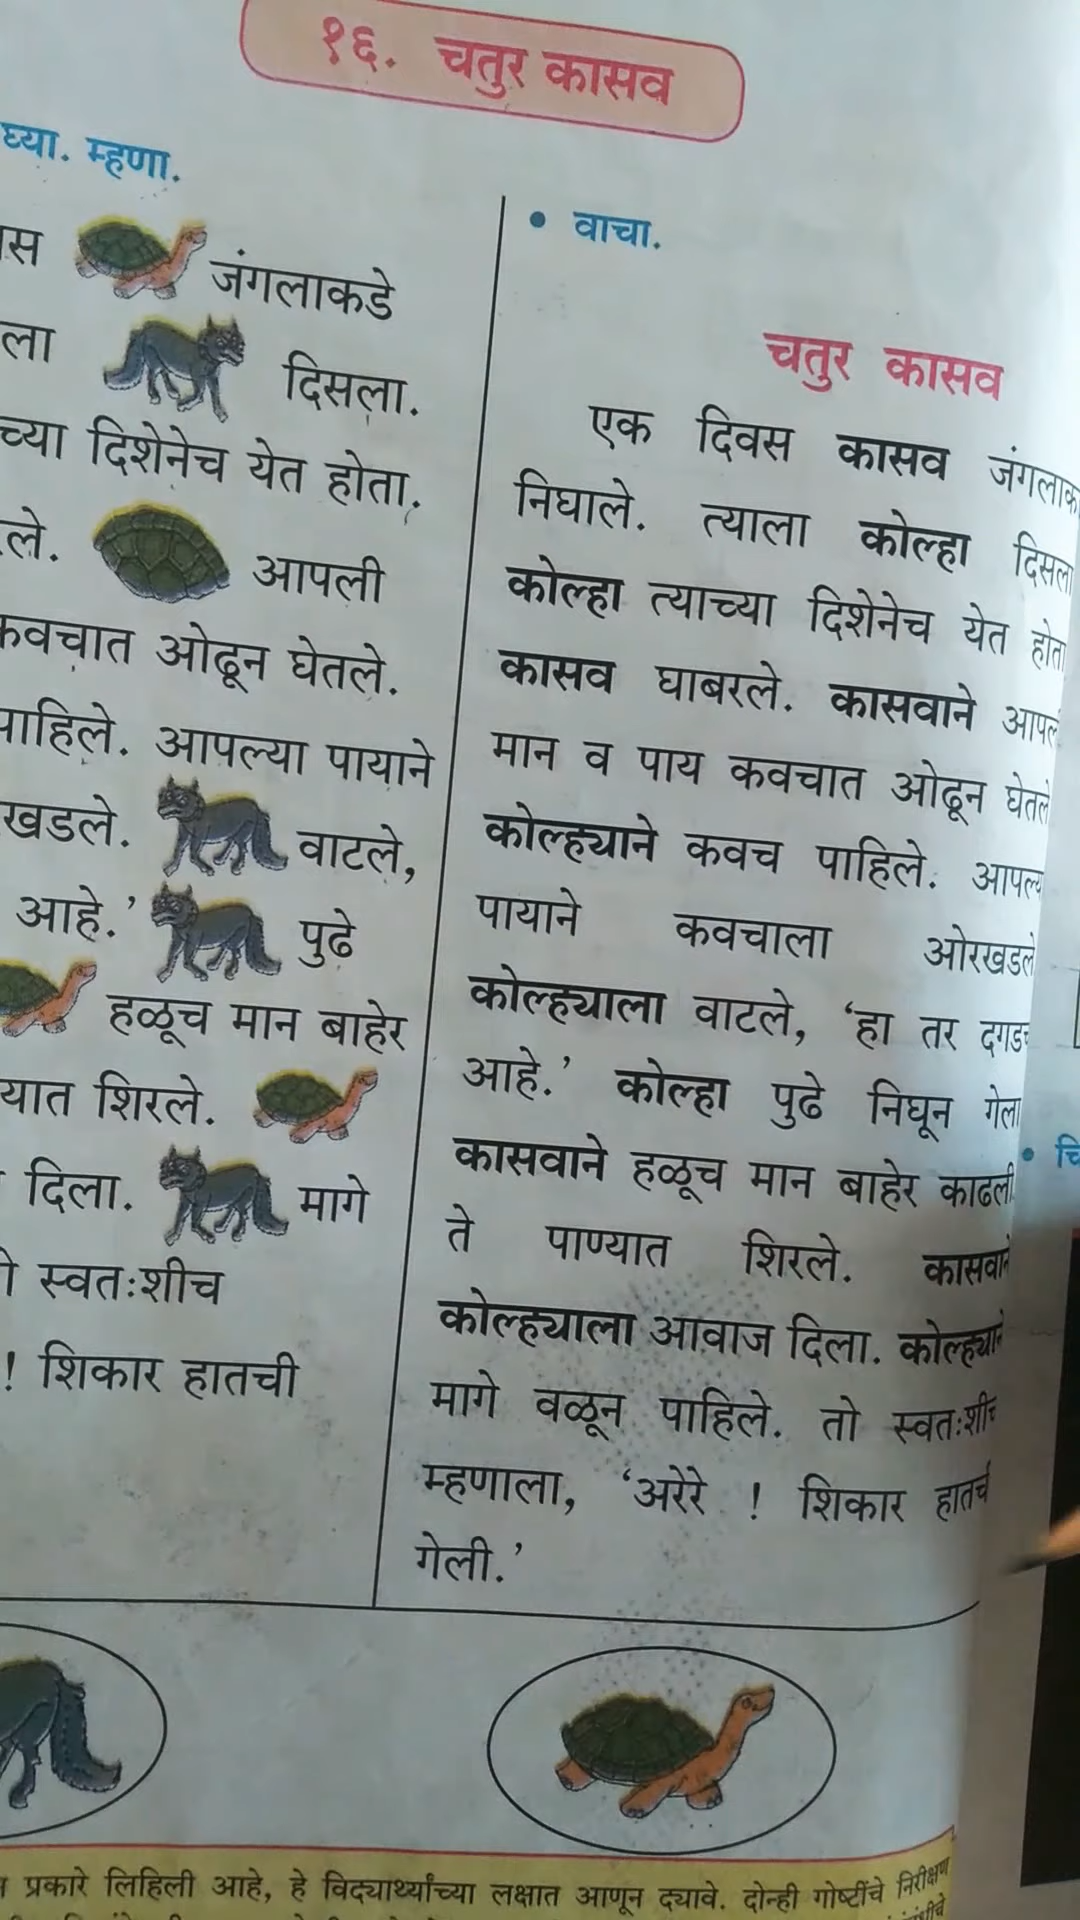 १६. चतुर कासव
घ्या. म्हणा.
जंगलाकडे
ला दिसला.
च्या दिशेनेच येत होता.
ले. आपली
कवचात ओढून घेतले.
पाहिले. आपल्या पायाने
खडले. वाटले,
आहे.’ पुढे
हळूच मान बाहेर
यात शिरले.
दिला. मागे
स्वतःशीच
! शिकार हातची
• वाचा.
चतुर कासव
एक दिवस कासव जंगलाक
निघाले. त्याला कोल्हा दिसला
कोल्हा त्याच्या दिशेनेच येत होता
कासव घाबरले. कासवाने आपल
मान व पाय कवचात ओढून घेतले
कोल्ह्याने कवच पाहिले. आपल्य
पायाने कवचाला ओरखडले
कोल्ह्याला वाटले, ‘हा तर दगडच
आहे.’ कोल्हा पुढे निघून गेला
कासवाने हळूच मान बाहेर काढली.
ते पाण्यात शिरले. कासवाने
कोल्ह्याला आवाज दिला. कोल्ह्याने
मागे वळून पाहिले. तो स्वतःशीच
म्हणाला, ‘अरेरे ! शिकार हातची
गेली.’
• चि
प्रकारे लिहिली आहे, हे विद्यार्थ्यांच्या लक्षात आणून द्यावे. दोन्ही गोष्टींचे निरीक्षण